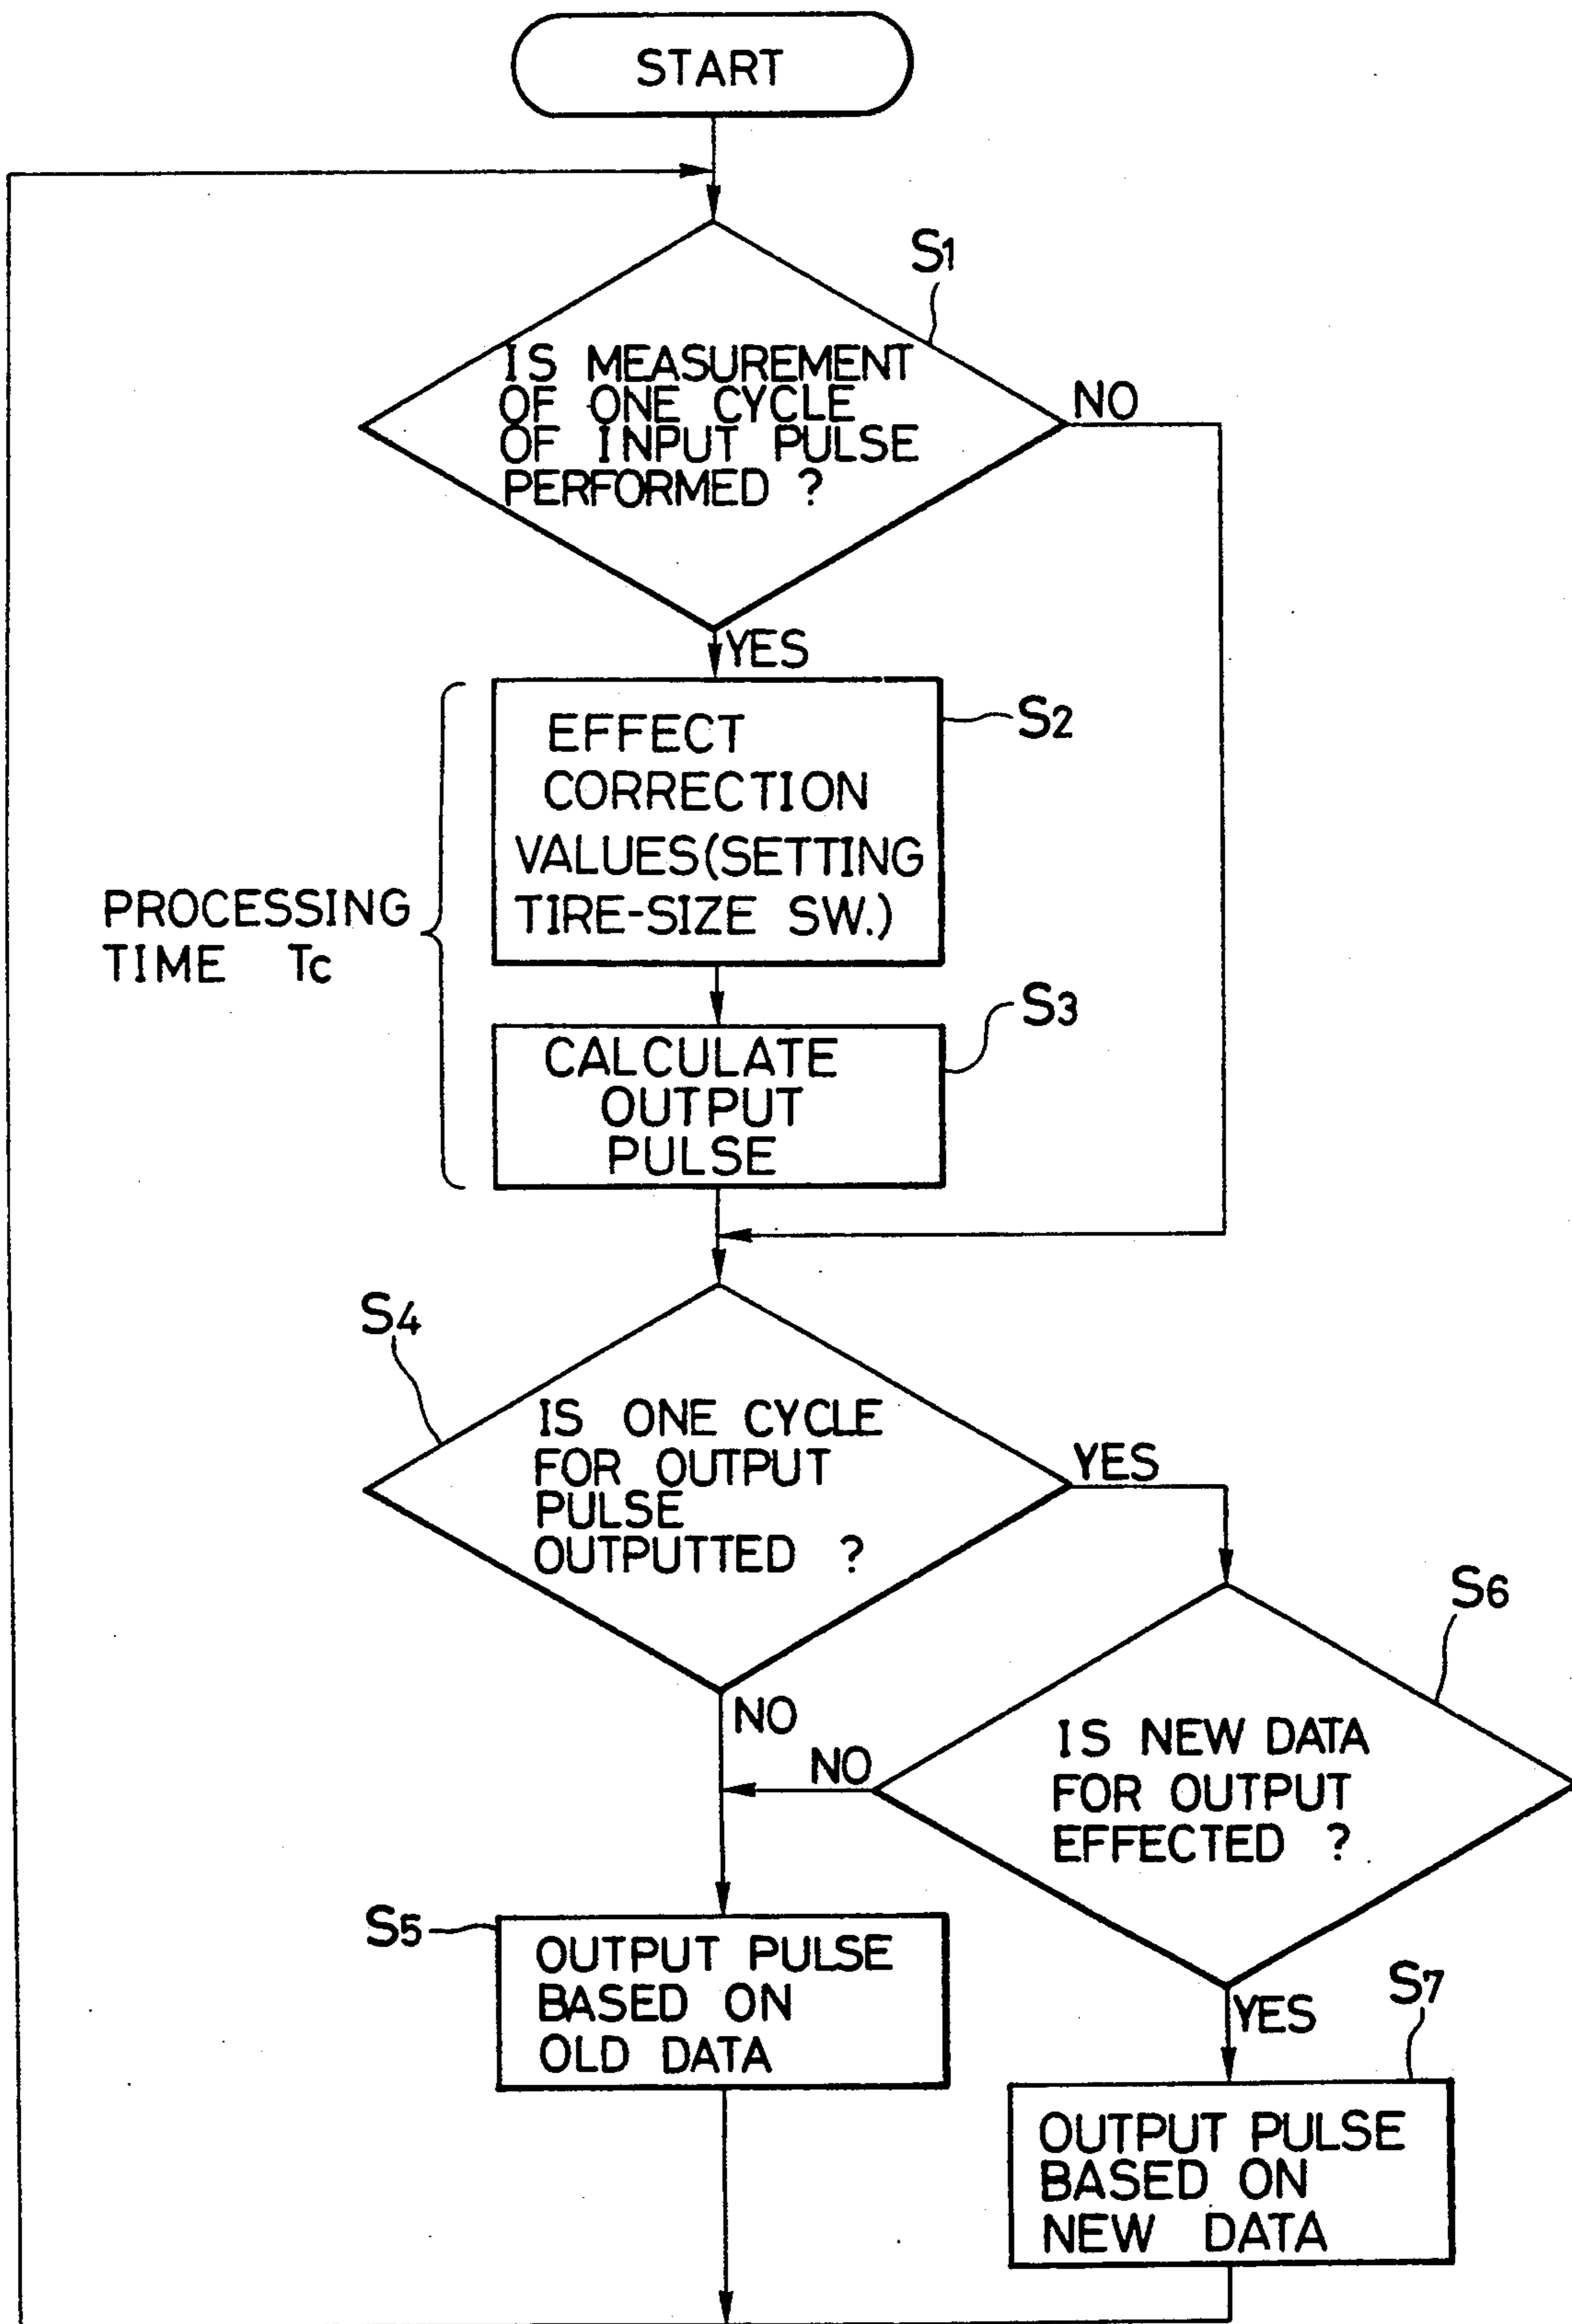 START
S1
IS MEASUREMENT
OF ONE CYCLE
OF INPUT PULSE
PERFORMED ?
NO
YES
S2
EFFECT
CORRECTION
VALUES(SETTING
TIRE-SIZE SW.)
PROCESSING
TIME Tc
S3
CALCULATE
OUTPUT
PULSE
S4
IS ONE CYCLE
FOR OUTPUT
PULSE
OUTPUTTED ?
YES
NO
S6
IS NEW DATA
FOR OUTPUT
EFFECTED ?
NO
YES
S5
OUTPUT PULSE
BASED ON
OLD DATA
S7
OUTPUT PULSE
BASED ON
NEW DATA